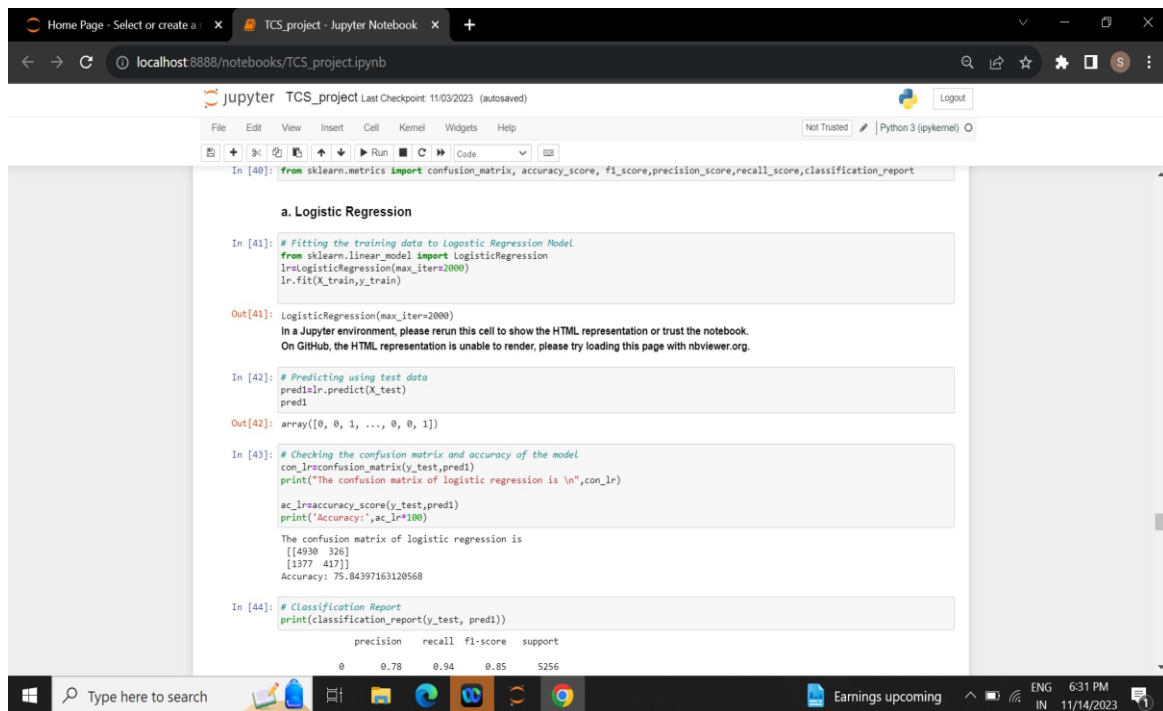 Home Page - Select or create a n
TCS_project - Jupyter Notebook
localhost:8888/notebooks/TCS_project.ipynb
S
jupyter TCS_project Last Checkpoint: 11/03/2023 (autosaved)
Logout
File Edit View Insert Cell Kernel Widgets Help
Not Trusted Python 3 (ipykernel)
Run Code
In [40]: from sklearn.metrics import confusion_matrix, accuracy_score, f1_score,precision_score,recall_score,classification_report
a. Logistic Regression
In [41]: # Fitting the training data to Logostic Regression Model
from sklearn.linear_model import LogisticRegression
lr=LogisticRegression(max_iter=2000)
lr.fit(X_train,y_train)
Out[41]: LogisticRegression(max_iter=2000)
In a Jupyter environment, please rerun this cell to show the HTML representation or trust the notebook.
On GitHub, the HTML representation is unable to render, please try loading this page with nbviewer.org.
In [42]: # Predicting using test data
pred1=lr.predict(X_test)
pred1
Out[42]: array([0, 0, 1, ..., 0, 0, 1])
In [43]: # Checking the confusion matrix and accuracy of the model
con_lr=confusion_matrix(y_test,pred1)
print("The confusion matrix of logistic regression is \n",con_lr)
ac_lr=accuracy_score(y_test,pred1)
print('Accuracy:',ac_lr*100)
The confusion matrix of logistic regression is
[[4930 326]
[1377 417]]
Accuracy: 75.84397163120568
In [44]: # Classification Report
print(classification_report(y_test, pred1))
precision recall f1-score support
0 0.78 0.94 0.85 5256
Type here to search
Earnings upcoming
ENG 6:31 PM
IN 11/14/2023
1